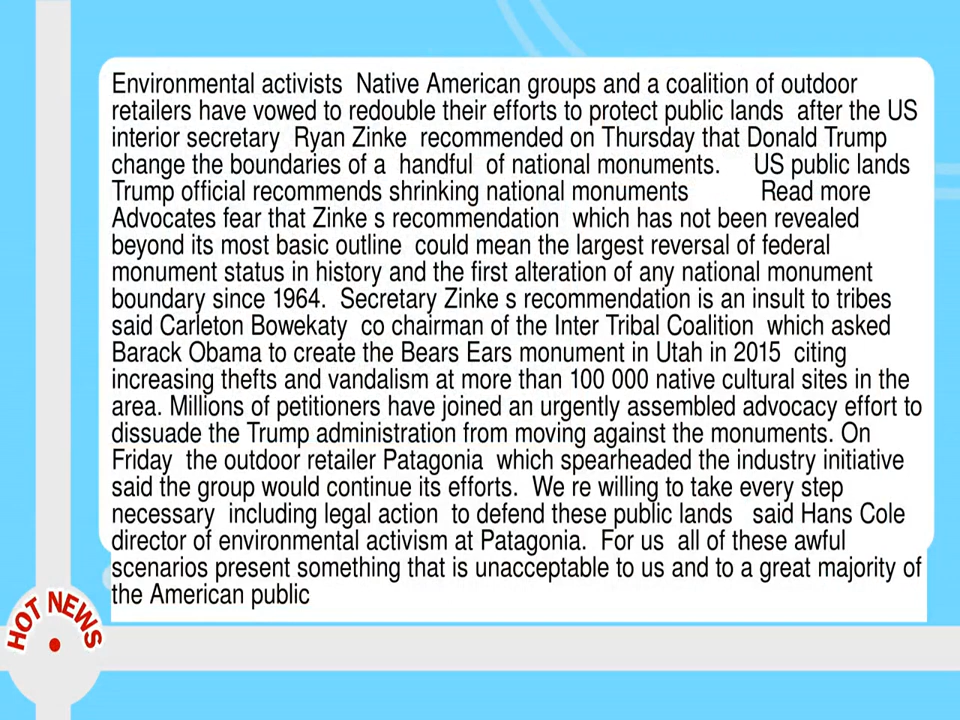 Environmental activists  Native American groups and a coalition of outdoor
retailers have vowed to redouble their efforts to protect public lands  after the US
interior secretary  Ryan Zinke  recommended on Thursday that Donald Trump
change the boundaries of a  handful  of national monuments.     US public lands
Trump official recommends shrinking national monuments          Read more
Advocates fear that Zinke s recommendation  which has not been revealed
beyond its most basic outline  could mean the largest reversal of federal
monument status in history and the first alteration of any national monument
boundary since 1964.  Secretary Zinke s recommendation is an insult to tribes
said Carleton Bowekaty  co chairman of the Inter Tribal Coalition  which asked
Barack Obama to create the Bears Ears monument in Utah in 2015  citing
increasing thefts and vandalism at more than 100 000 native cultural sites in the
area. Millions of petitioners have joined an urgently assembled advocacy effort to
dissuade the Trump administration from moving against the monuments. On
Friday  the outdoor retailer Patagonia  which spearheaded the industry initiative
said the group would continue its efforts.  We re willing to take every step
necessary  including legal action  to defend these public lands   said Hans Cole
director of environmental activism at Patagonia.  For us  all of these awful
scenarios present something that is unacceptable to us and to a great majority of
the American public
HOT NEWS